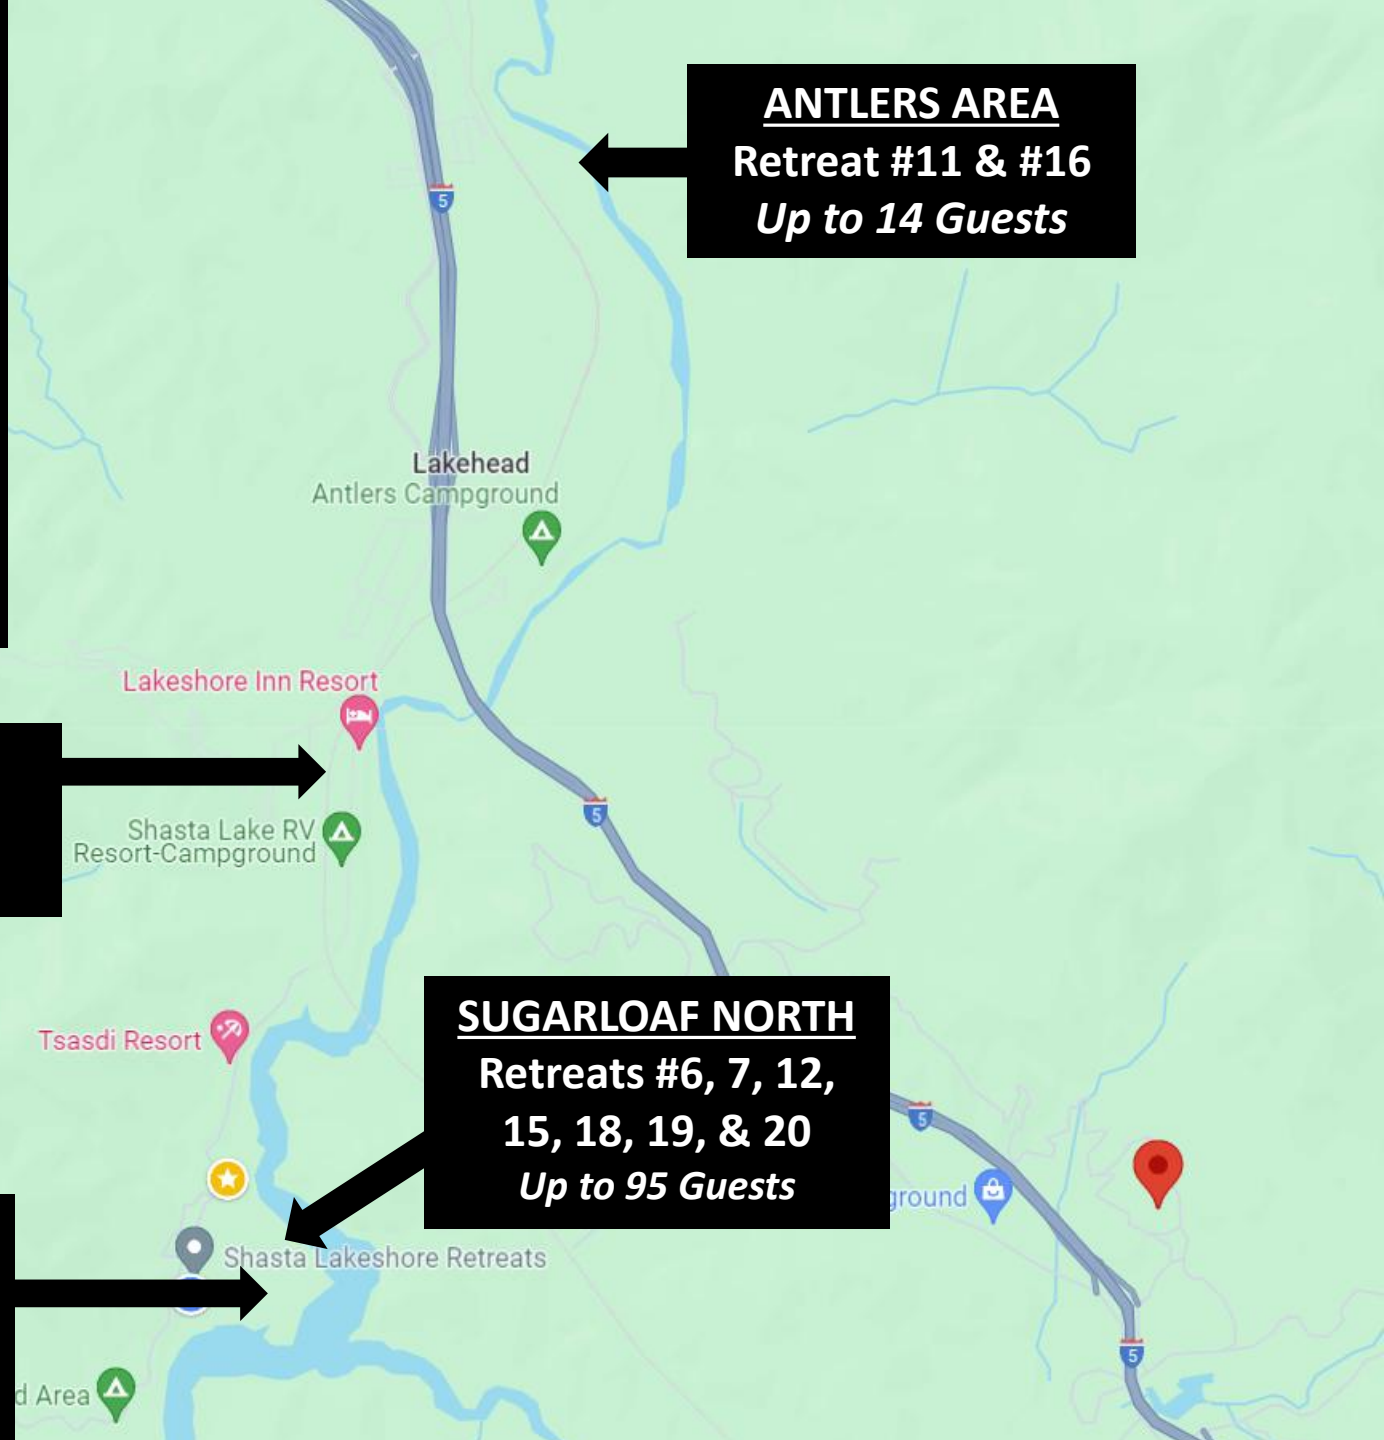 ANTLERS AREA
Retreat #11 & #16
Up to 14 Guests
5
Lakehead
Antlers Campground
Lakeshore Inn Resort
5
Shasta Lake RV
Resort-Campground
SUGARLOAF NORTH
Retreats #6, 7, 12,
15, 18, 19, & 20
Up to 95 Guests
Tsasdi Resort
5
ground
Shasta Lakeshore Retreats
5
d Area